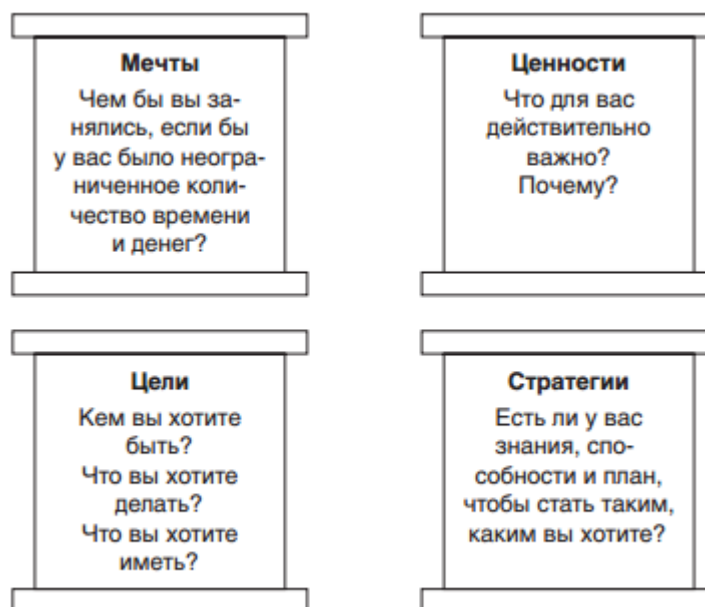 Мечты
Чем бы вы за-
нялись, если бы
у вас было неогра-
ниченное коли-
чество времени
и денег?
Ценности
Что для вас
действительно
важно?
Почему?
Цели
Кем вы хотите
быть?
Что вы хотите
делать?
Что вы хотите
иметь?
Стратегии
Есть ли у вас
знания, спо-
собности и план,
чтобы стать таким,
каким вы хотите?